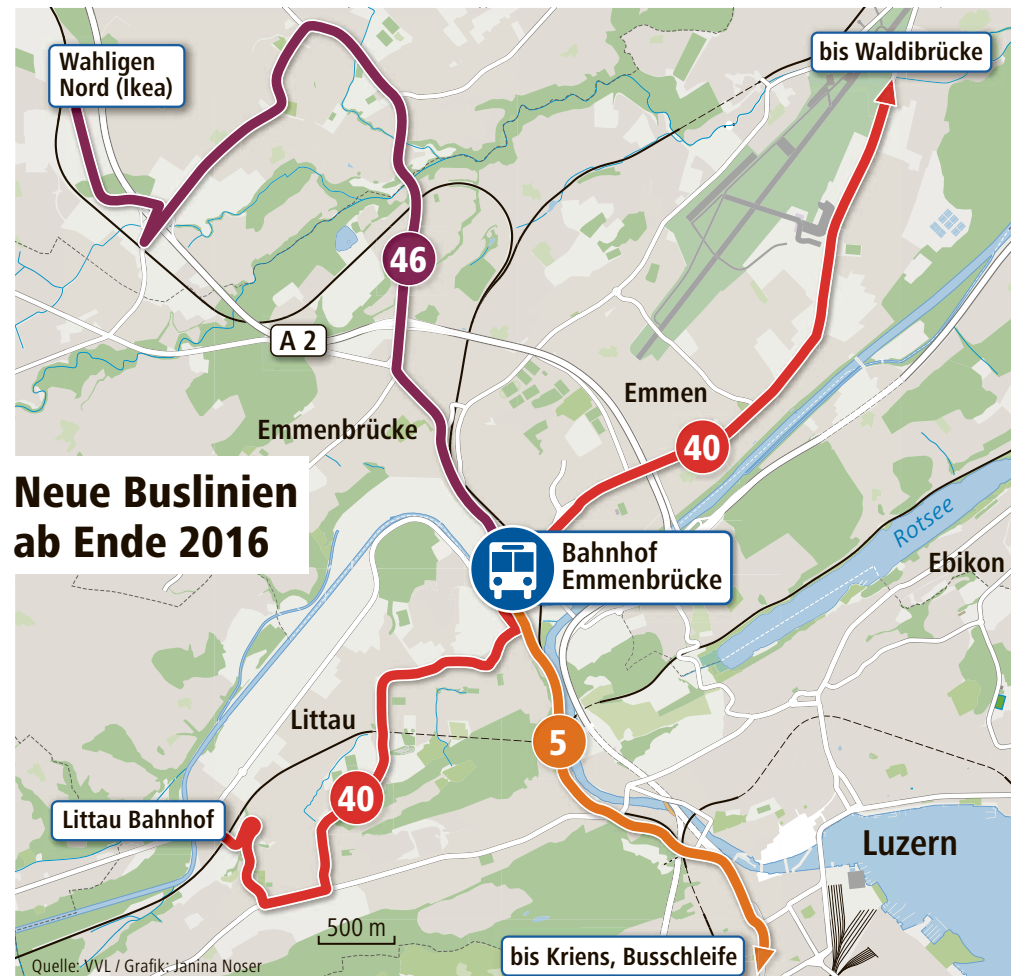 Wahligen
Nord (Ikea)
bis Waldibrücke
46
A 2
Emmen
Emmenbrücke
40
Neue Buslinien
ab Ende 2016
Rotsee
Bahnhof
Emmenbrücke
Ebikon
Littau
5
40
Littau Bahnhof
Luzern
500 m
bis Kriens, Busschleife
Quelle: VVL / Grafik: Janina Noser